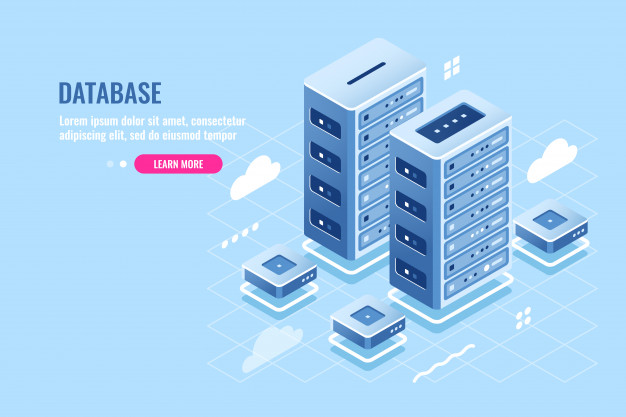 DATABASE
Lorem ipsum dolor sit amet, consectetur
adipiscing elit, sed do eiusmod tempor
LEARN MORE